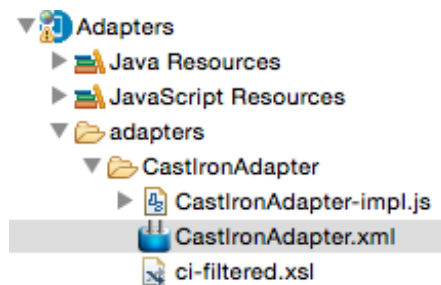 Adapters
Java Resources
JavaScript Resources
adapters
CastIronAdapter
CastIronAdapter-impl.js
CastIronAdapter.xml
ci-filtered.xsl